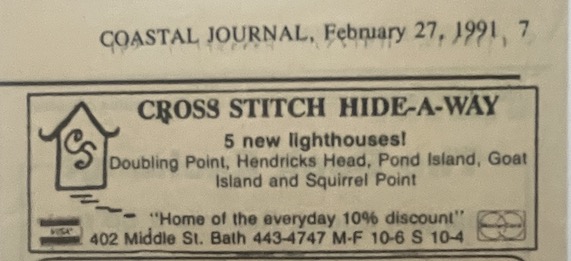 COASTAL JOURNAL, February 27, 1991 7
CROSS STITCH HIDE-A-WAY
CS
5 new lighthouses!
Doubling Point, Hendricks Head, Pond Island, Goat
Island and Squirrel Point
"Home of the everyday 10% discount"
VISA
402 Middle St. Bath 443-4747 M-F 10-6 S 10-4